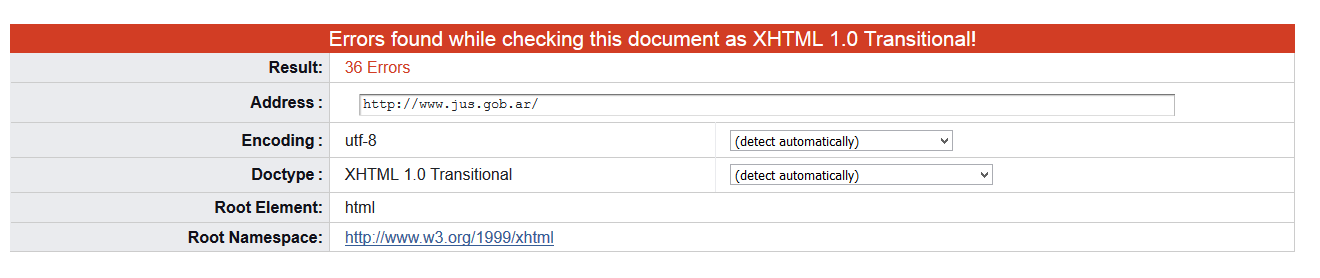 Errors found while checking this document as XHTML 1.0 Transitional!
Result: 36 Errors
Address : http://www.jus.gob.ar/
Encoding : utf-8 (detect automatically)
Doctype : XHTML 1.0 Transitional (detect automatically)
Root Element: html
Root Namespace: http://www.w3.org/1999/xhtml